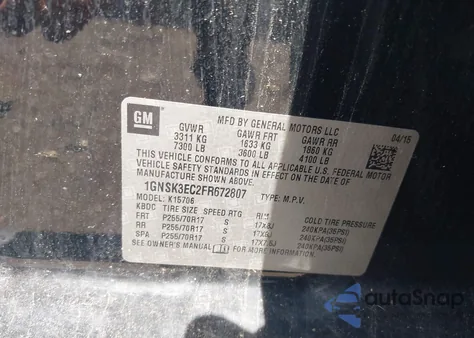 GM
MFD BY GENERAL MOTORS LLC
GVWR GAWR FRT GAWR RR 04/15
3311 KG 1633 KG 1860 KG
7300 LB 3600 LB 4100 LB
THIS VEHICLE CONFORMS TO ALL APPLICABLE U.S. FEDERAL MOTOR
VEHICLE SAFETY AND THEFT PREVENTION STANDARDS IN EFFECT ON THE DATE OF
MANUFACTURE SHOWN ABOVE.
1GNSK3EC2FR672807 TYPE: M.P.V.
MODEL: K15706
KBDC TIRE SIZE SPEED RTG RIM COLD TIRE PRESSURE
FRT P255/70R17 S 17X8J 240KPA(35PSI)
RR P255/70R17 S 17X8J 240KPA(35PSI)
SPA P255/70R17 S 17X7.5J 240KPA(35PSI)
SEE OWNER'S MANUAL FOR MORE INFORMATION.
autoSnap